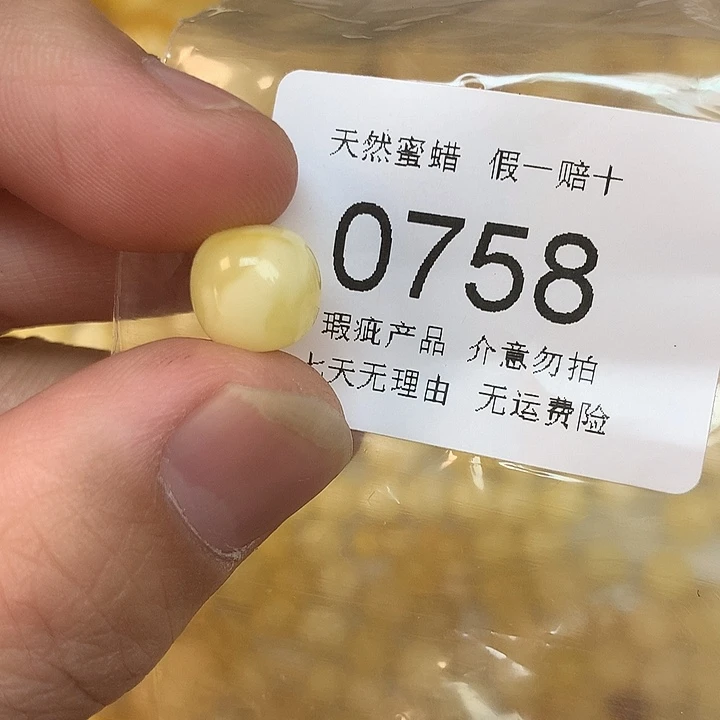 天然蜜蜡 假一赔十
0758
瑕疵产品 介意勿拍
七天无理由 无运费险